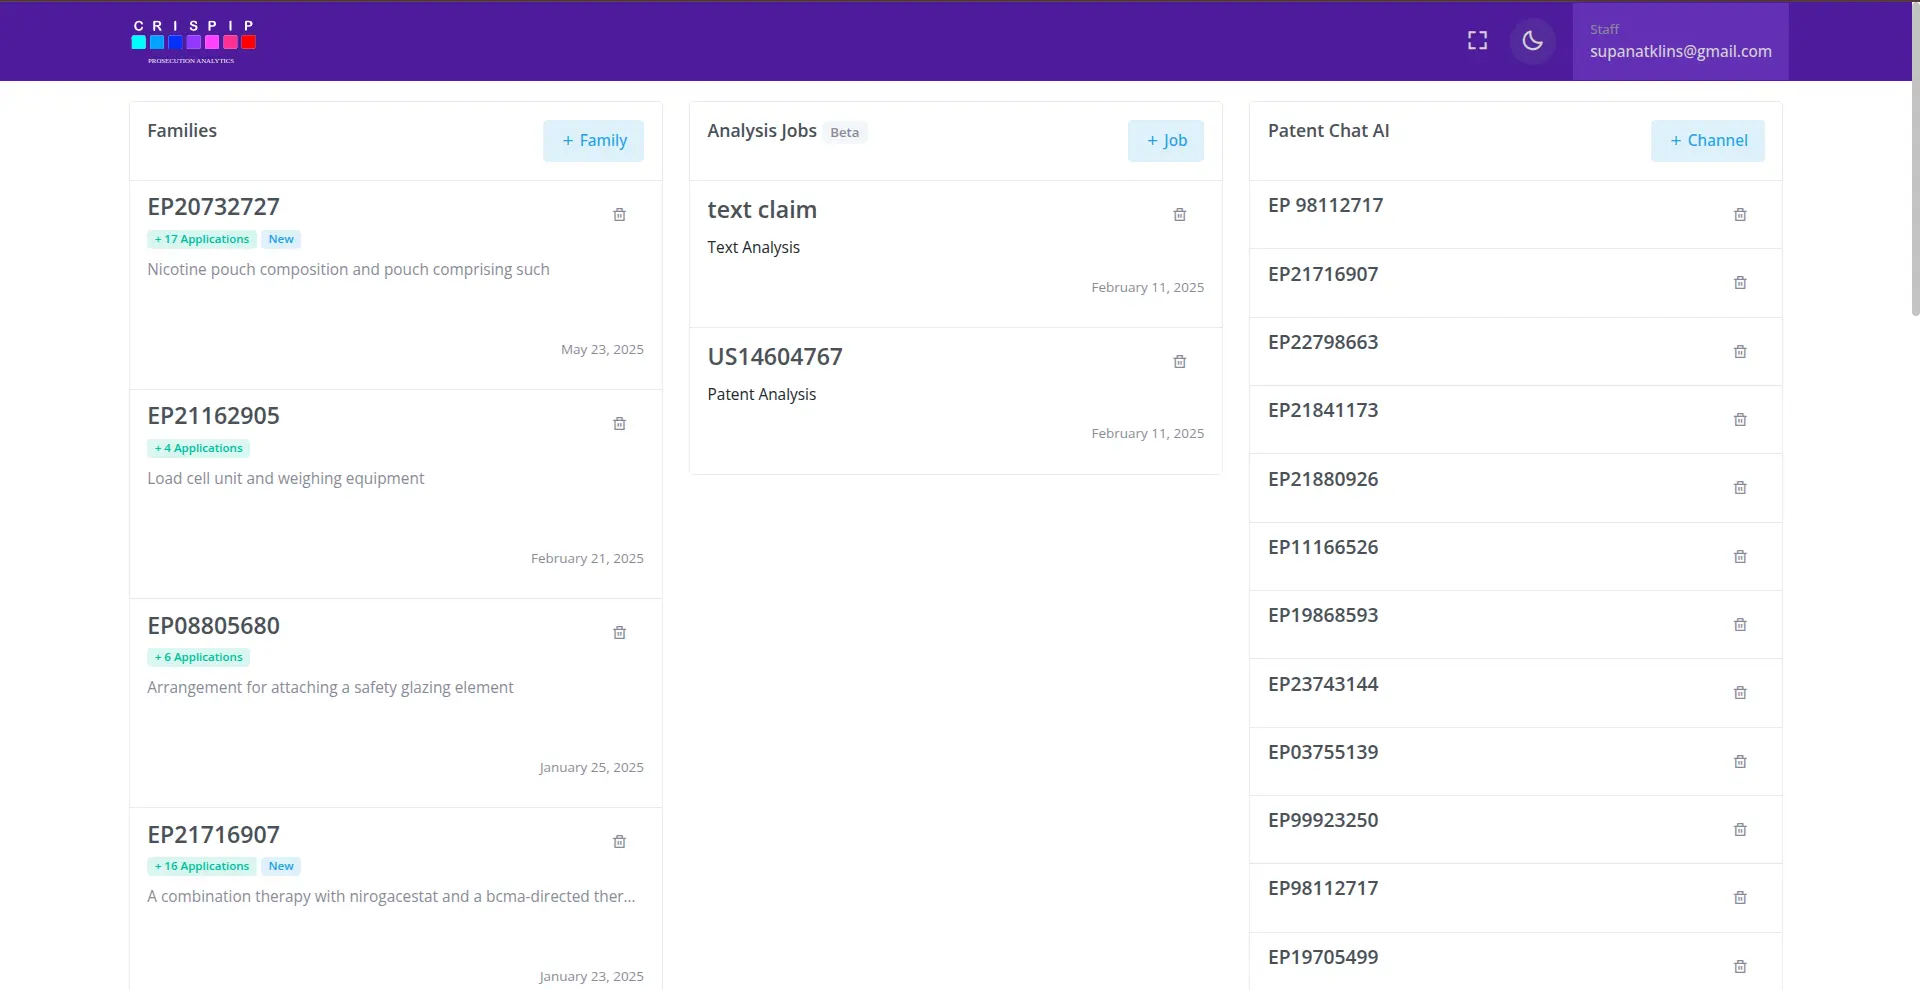 CRISPIP
PROSECUTION ANALYTICS
Staff
supanatklins@gmail.com
Families
+ Family
EP20732727
+ 17 Applications New
Nicotine pouch composition and pouch comprising such
May 23, 2025
EP21162905
+ 4 Applications
Load cell unit and weighing equipment
February 21, 2025
EP08805680
+ 6 Applications
Arrangement for attaching a safety glazing element
January 25, 2025
EP21716907
+ 16 Applications New
A combination therapy with nirogacestat and a bcma-directed ther...
January 23, 2025
Analysis Jobs Beta
+ Job
text claim
Text Analysis
February 11, 2025
US14604767
Patent Analysis
February 11, 2025
Patent Chat AI
+ Channel
EP 98112717
EP21716907
EP22798663
EP21841173
EP21880926
EP11166526
EP19868593
EP23743144
EP03755139
EP99923250
EP98112717
EP19705499